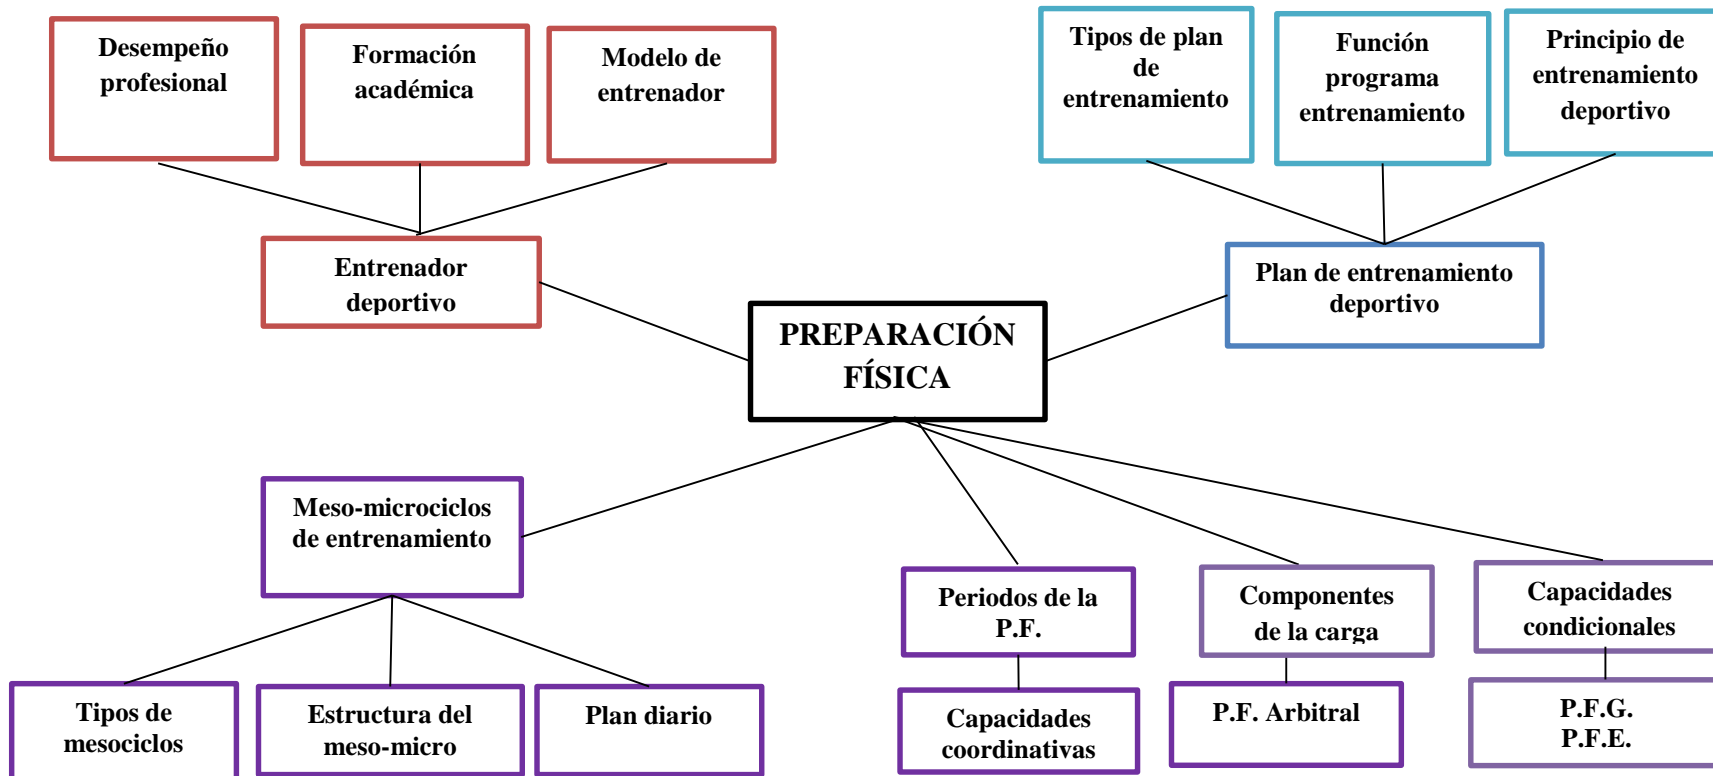 Desempeño
profesional
Formación
académica
Modelo de
entrenador
Tipos de plan
de
entrenamiento
Función
programa
entrenamiento
Principio de
entrenamiento
deportivo
Entrenador
deportivo
Plan de entrenamiento
deportivo
PREPARACIÓN
FÍSICA
Meso-microciclos
de entrenamiento
Periodos de la
P.F.
Componentes
de la carga
Capacidades
condicionales
Tipos de
mesociclos
Estructura del
meso-micro
Plan diario
Capacidades
coordinativas
P.F. Arbitral
P.F.G.
P.F.E.